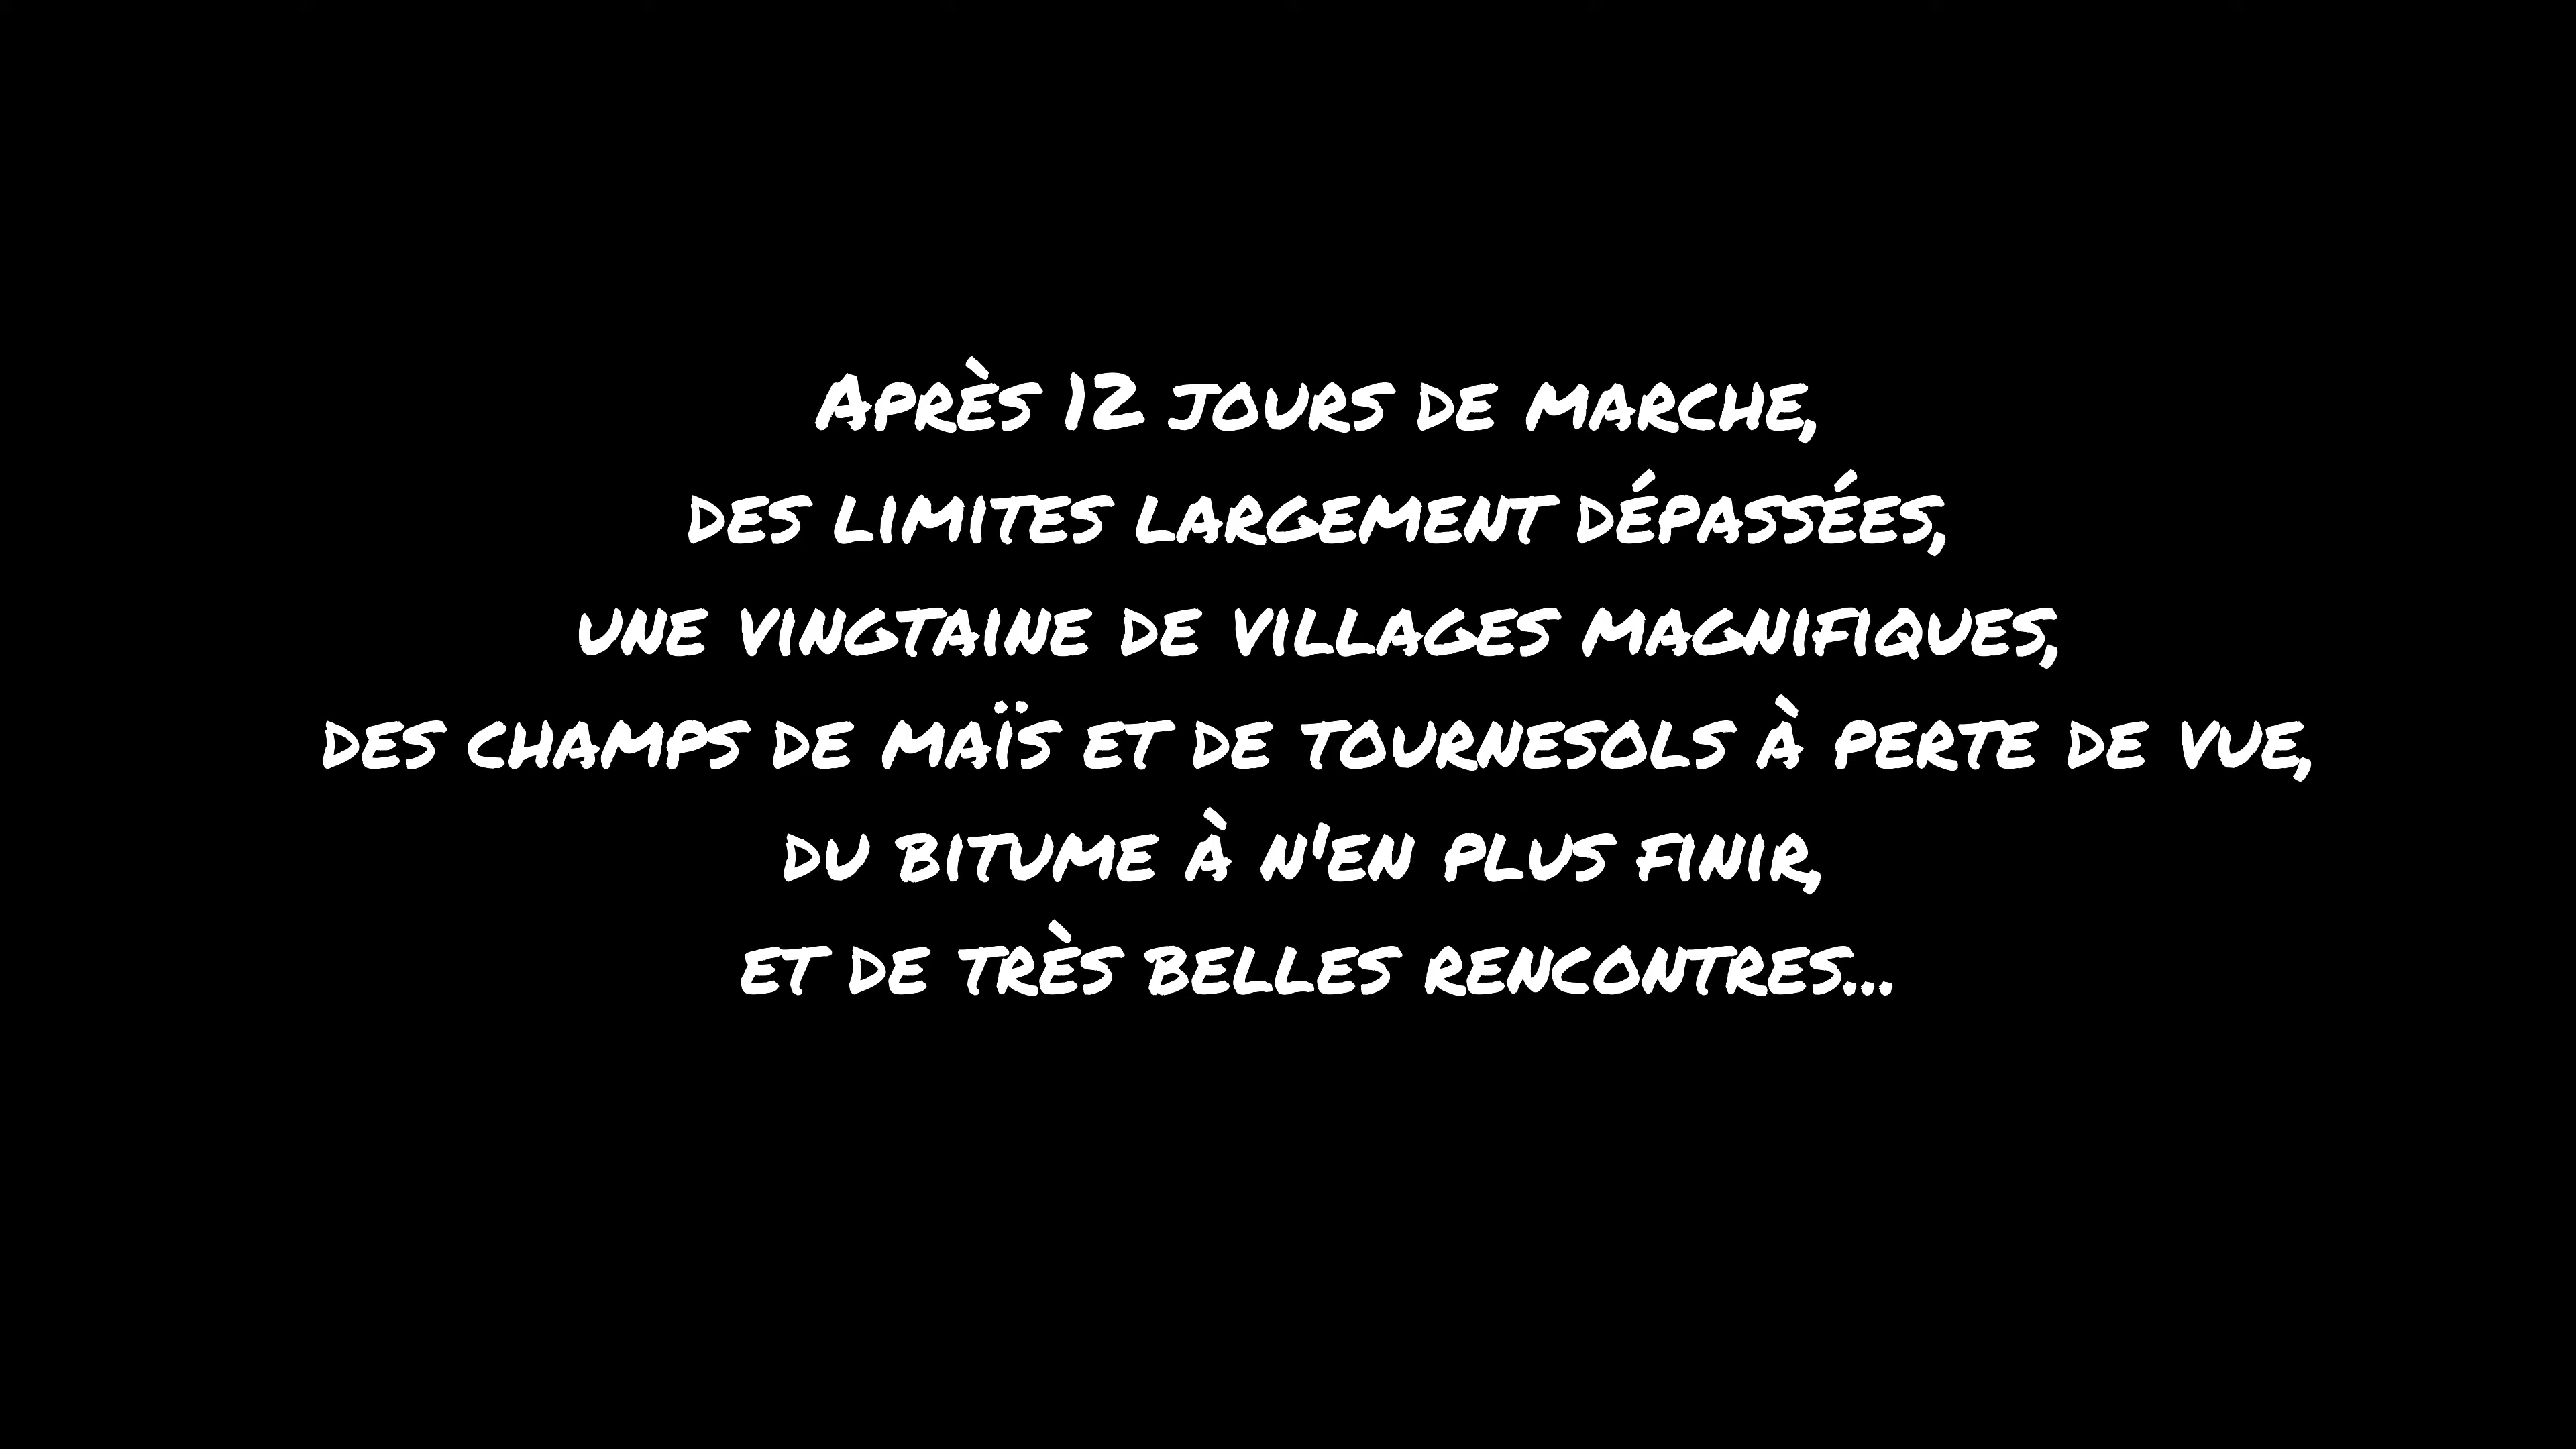 Après 12 jours de marche,
des limites largement dépassées,
une vingtaine de villages magnifiques,
des champs de maïs et de tournesols à perte de vue,
du bitume à n'en plus finir,
et de très belles rencontres...